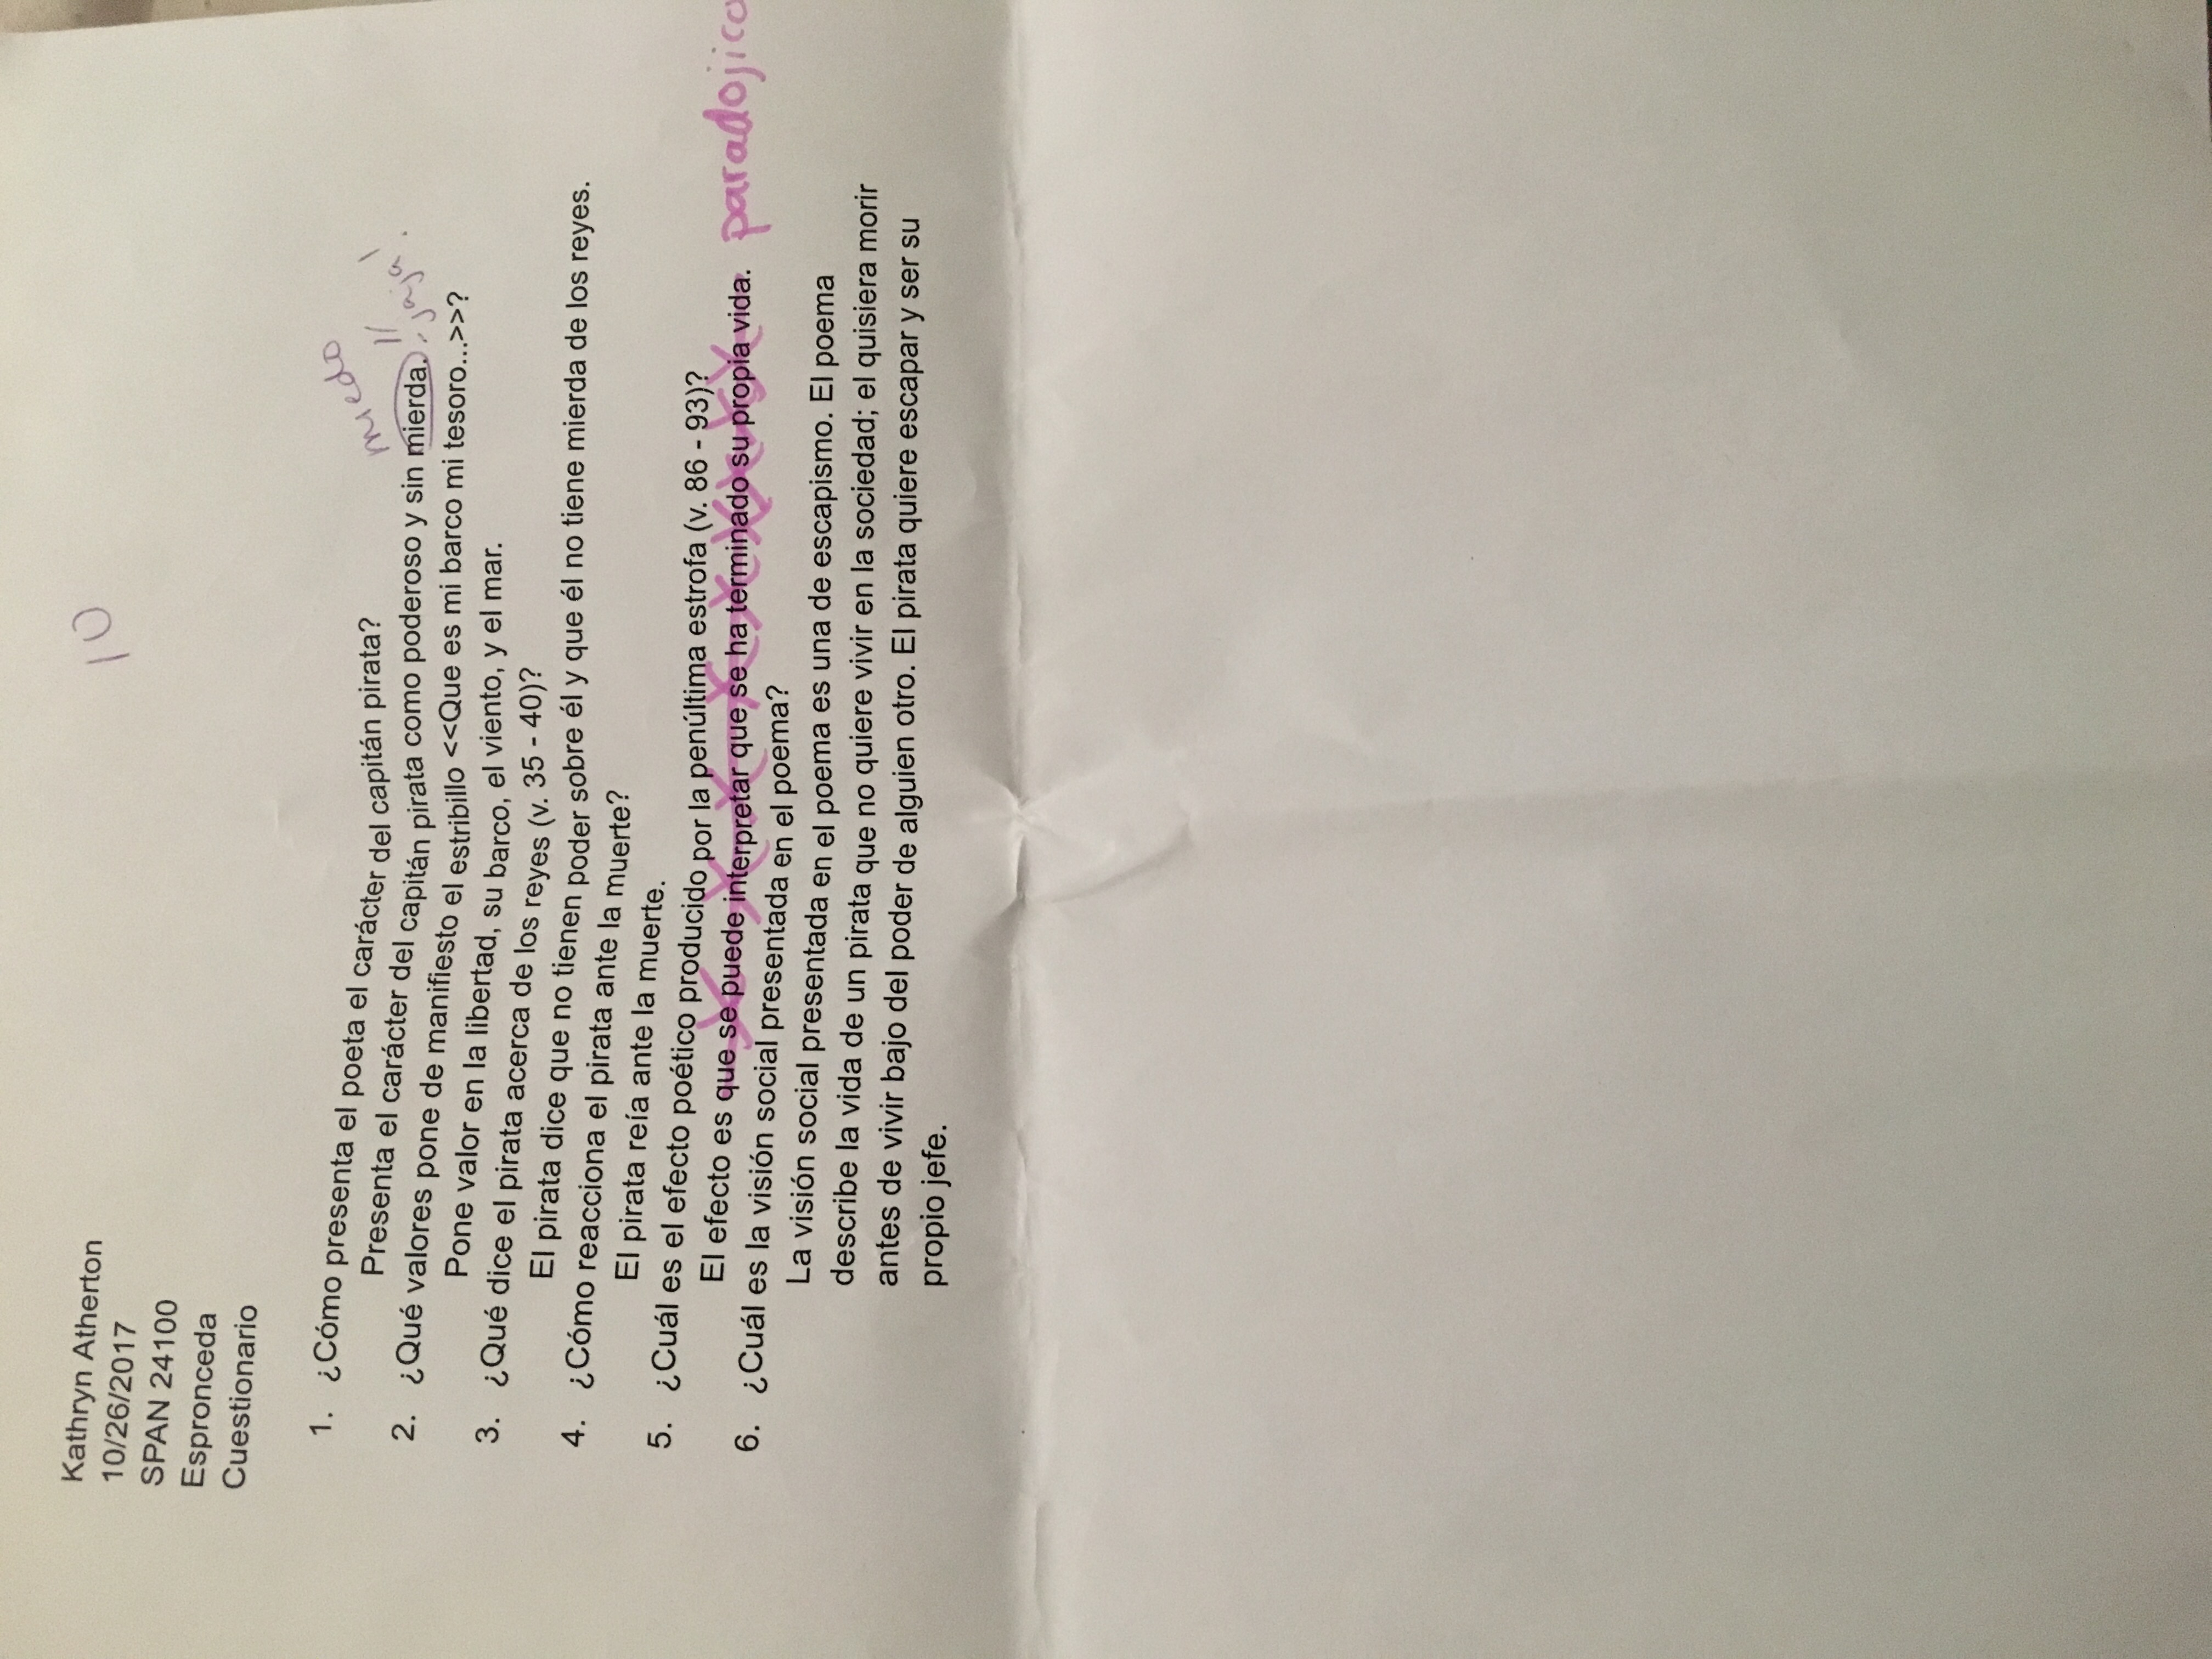 Kathryn Atherton
10/26/2017
SPAN 24100
Espronceda
Cuestionario
10
1. ¿Cómo presenta el poeta el carácter del capitán pirata?
miedo
Presenta el carácter del capitán pirata como poderoso y sin mierda. !! jaja!
2. ¿Qué valores pone de manifiesto el estribillo <<Que es mi barco mi tesoro...>>?
Pone valor en la libertad, su barco, el viento, y el mar.
3. ¿Qué dice el pirata acerca de los reyes (v. 35 - 40)?
El pirata dice que no tienen poder sobre él y que él no tiene mierda de los reyes.
4. ¿Cómo reacciona el pirata ante la muerte?
El pirata reía ante la muerte.
5. ¿Cuál es el efecto poético producido por la penúltima estrofa (v. 86 - 93)?
El efecto es que se puede interpretar que se ha terminado su propia vida. paradojico
6. ¿Cuál es la visión social presentada en el poema?
La visión social presentada en el poema es una de escapismo. El poema
describe la vida de un pirata que no quiere vivir en la sociedad; el quisiera morir
antes de vivir bajo del poder de alguien otro. El pirata quiere escapar y ser su
propio jefe.